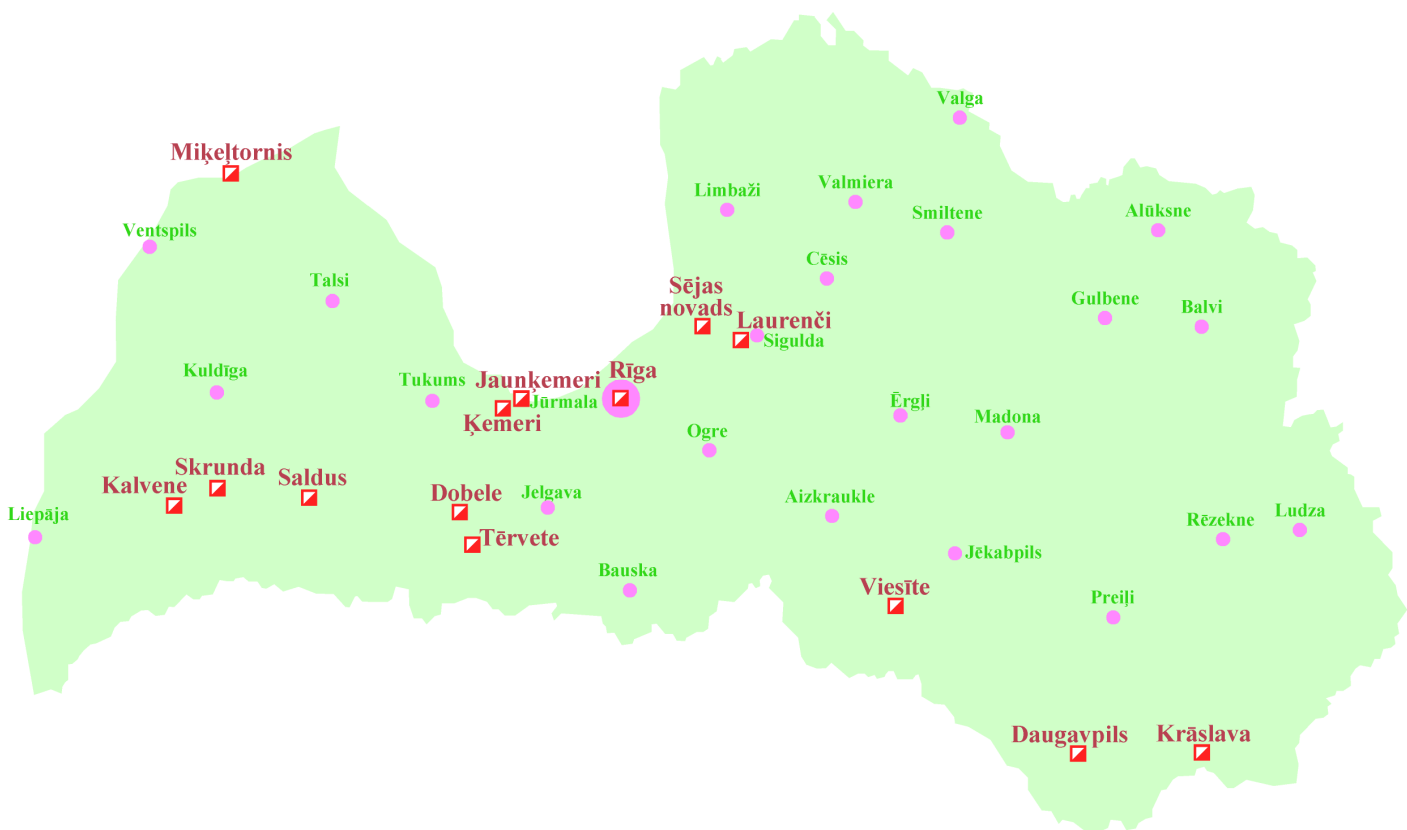 Valga
Miķeļtornis
Limbaži
Valmiera
Smiltene
Alūksne
Ventspils
Talsi
Cēsis
Sējas
novads
Laurenči
Sigulda
Gulbene
Balvi
Kuldīga
Tukums
Jaunķemeri
Rīga
Jūrmala
Ķemeri
Ērgļi
Madona
Ogre
Kalvene
Skrunda
Saldus
Dobele
Jelgava
Aizkraukle
Liepāja
Rēzekne
Ludza
Tērvete
Jēkabpils
Bauska
Viesīte
Preiļi
Daugavpils
Krāslava